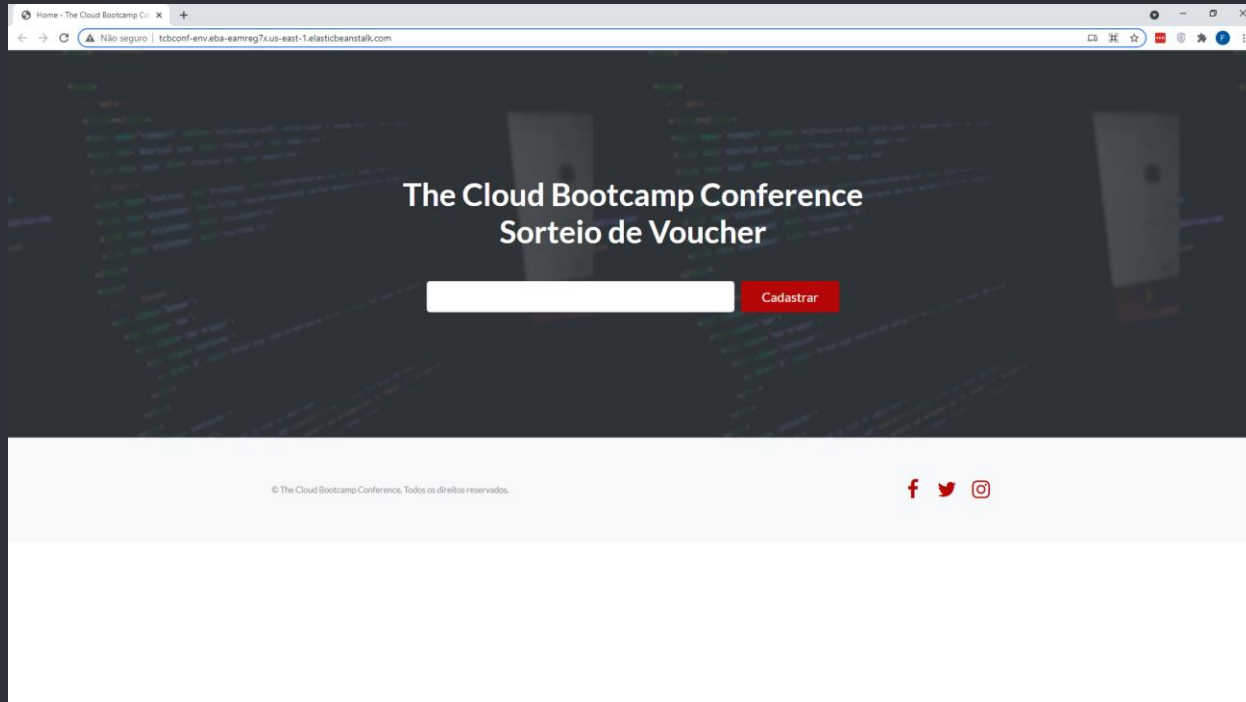 Home - The Cloud Bootcamp Co
Não seguro | tcbconf-env.eba-eamreg7x.us-east-1.elasticbeanstalk.com
The Cloud Bootcamp Conference
Sorteio de Voucher
Cadastrar
© The Cloud Bootcamp Conference. Todos os direitos reservados.